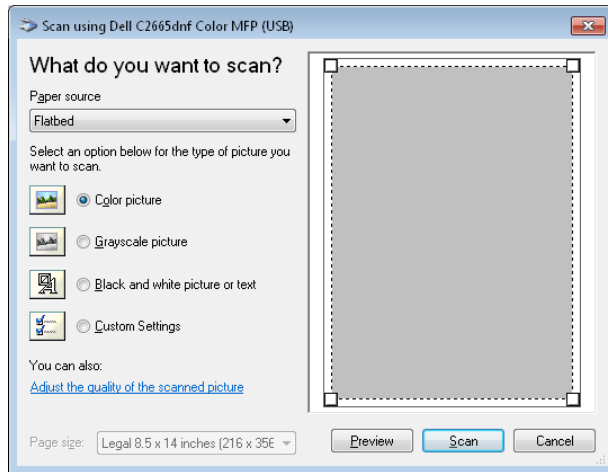 Scan using Dell C2665dnf Color MFP (USB)
What do you want to scan?
Paper source
Flatbed
Select an option below for the type of picture you
want to scan.
Color picture
Grayscale picture
Black and white picture or text
Custom Settings
You can also:
Adjust the quality of the scanned picture
Page size: Legal 8.5 x 14 inches (216 x 356
Preview Scan Cancel